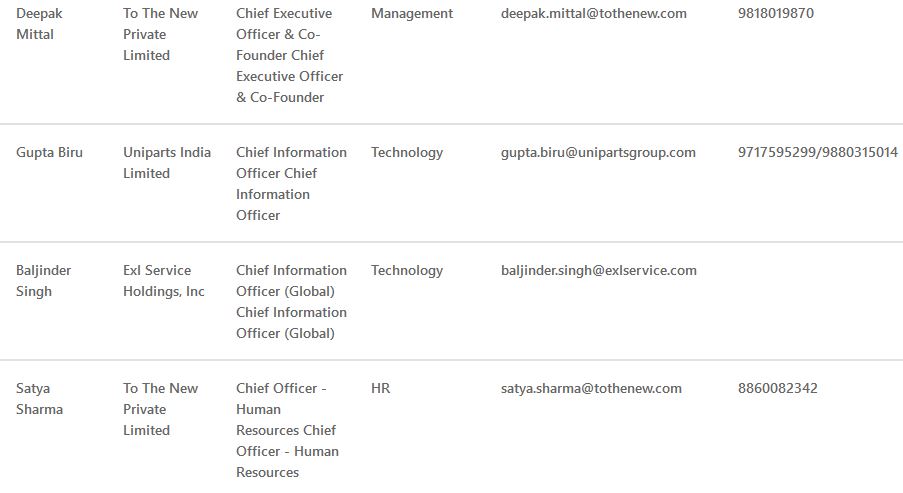 Deepak Mittal
To The New Private Limited
Chief Executive Officer & Co-Founder Chief Executive Officer & Co-Founder
Management
deepak.mittal@tothenew.com
9818019870
Gupta Biru
Uniparts India Limited
Chief Information Officer Chief Information Officer
Technology
gupta.biru@unipartsgroup.com
9717595299/9880315014
Baljinder Singh
Exl Service Holdings, Inc
Chief Information Officer (Global) Chief Information Officer (Global)
Technology
baljinder.singh@exlservice.com
Satya Sharma
To The New Private Limited
Chief Officer - Human Resources Chief Officer - Human Resources
HR
satya.sharma@tothenew.com
8860082342